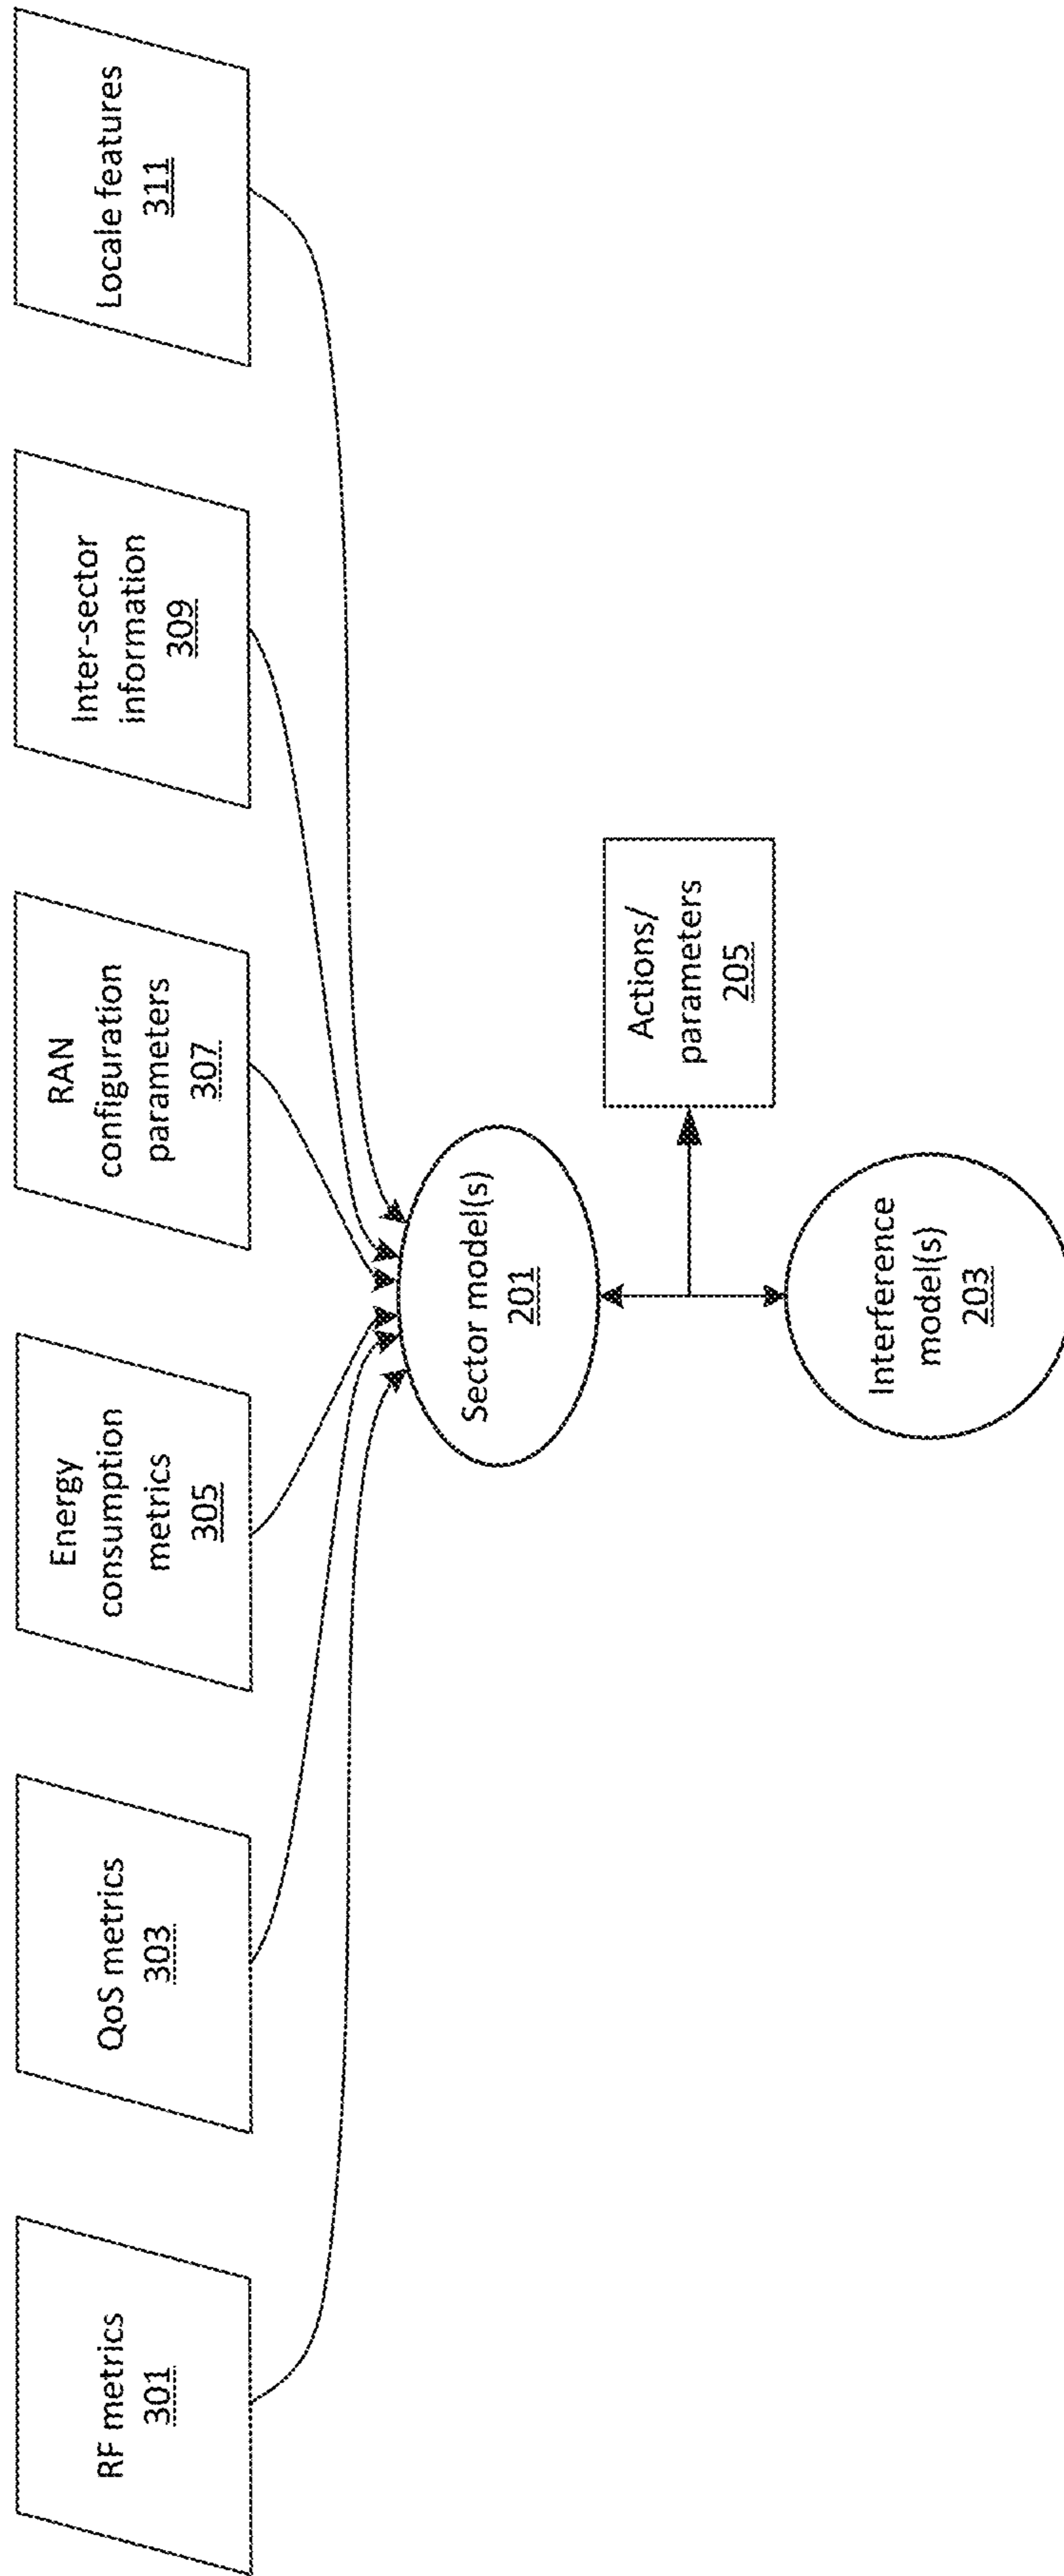 RF metrics
301
QoS metrics
303
Energy
consumption
metrics
305
RAN
configuration
parameters
307
Inter-sector
information
309
Locale features
311
Sector model(s)
201
Actions/
parameters
205
Interference
model(s)
203